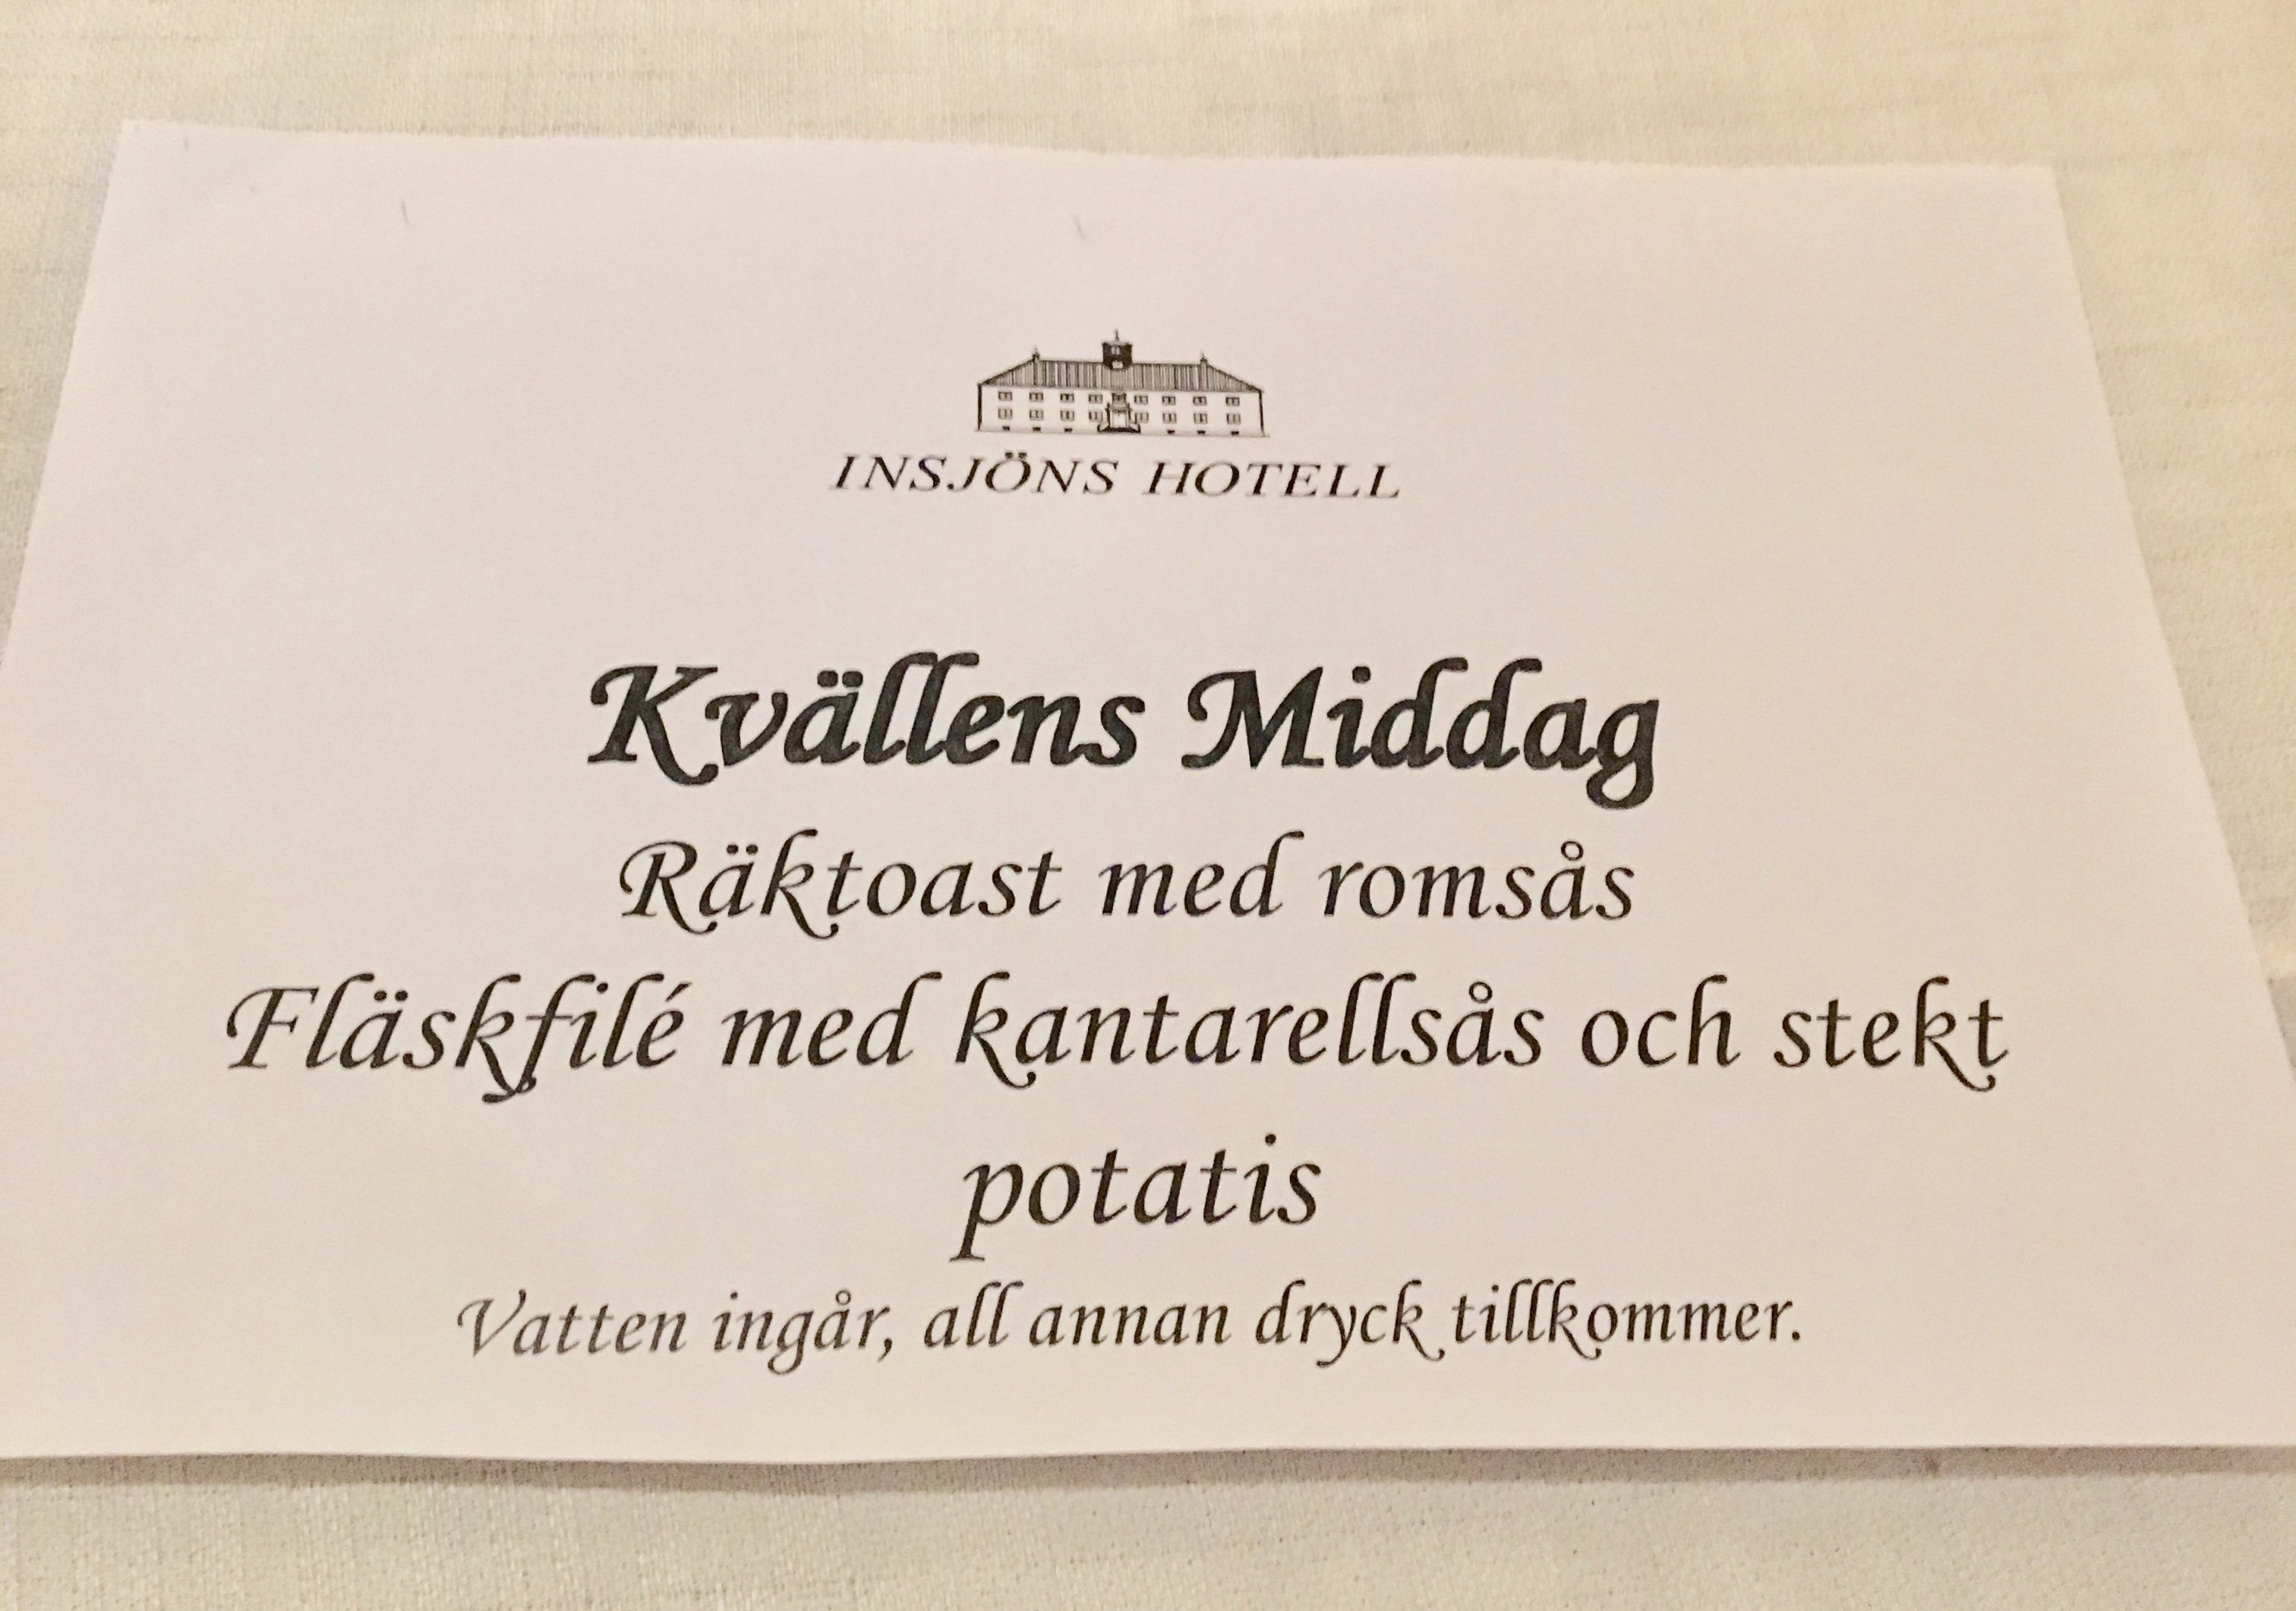 INSJÖNS HOTELL
Kvällens Middag
Räktoast med romsås
Fläskfilé med kantarellsås och stekt
potatis
Vatten ingår, all annan dryck tillkommer.